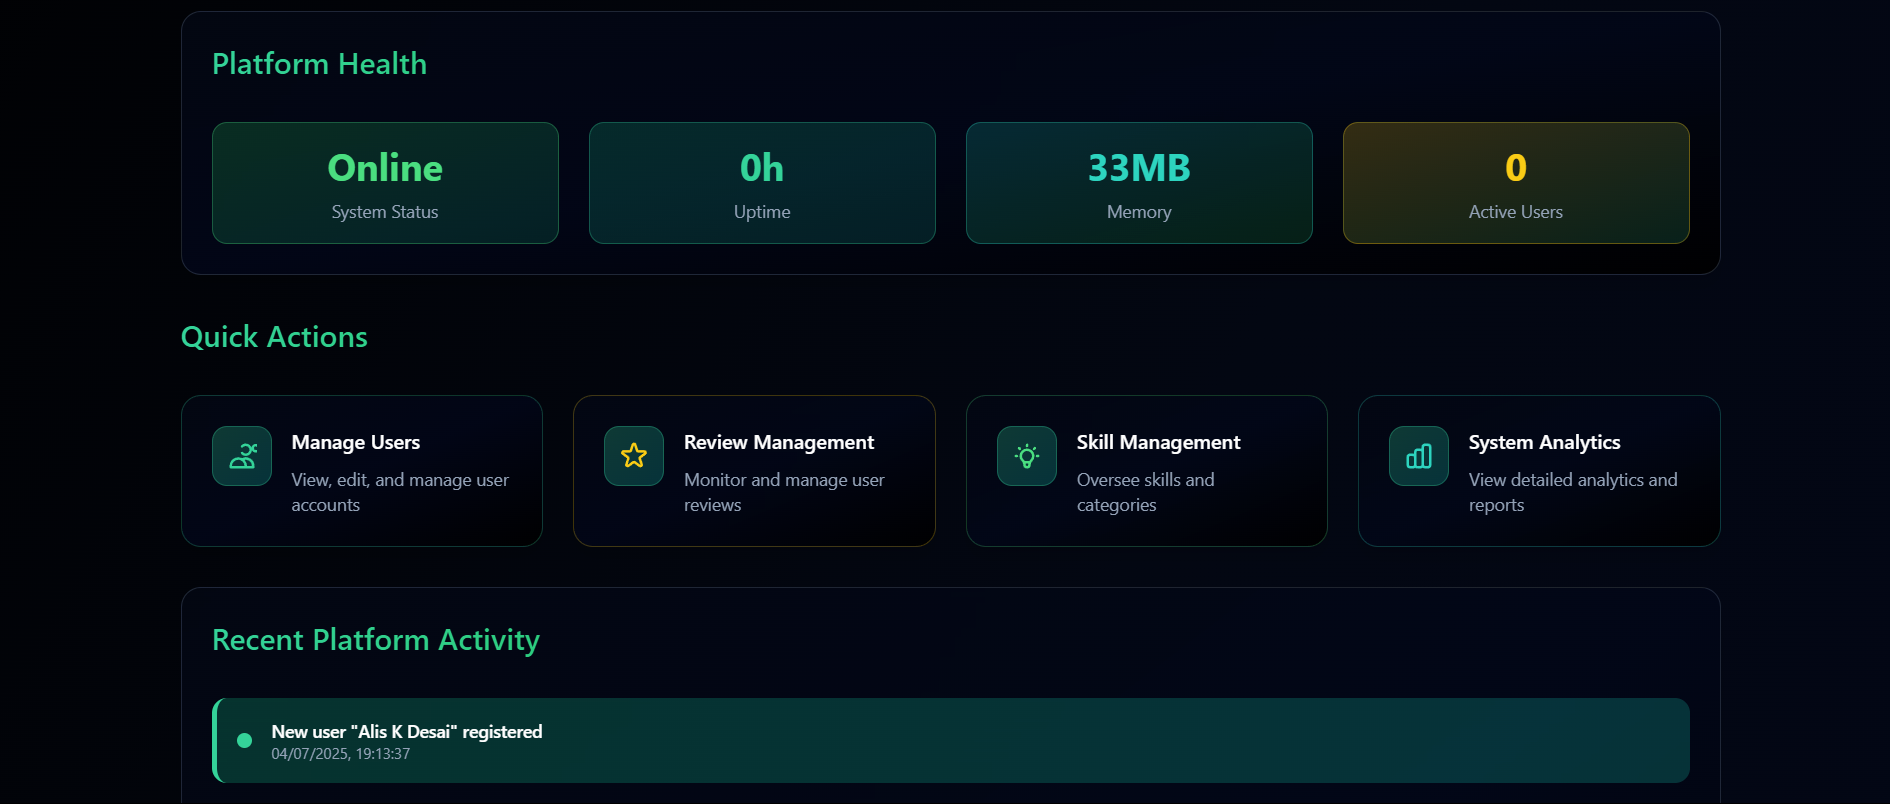 Platform Health
Online
System Status
0h
Uptime
33MB
Memory
0
Active Users
Quick Actions
Manage Users
View, edit, and manage user
accounts
Review Management
Monitor and manage user
reviews
Skill Management
Oversee skills and
categories
System Analytics
View detailed analytics and
reports
Recent Platform Activity
New user "Alis K Desai" registered
04/07/2025, 19:13:37